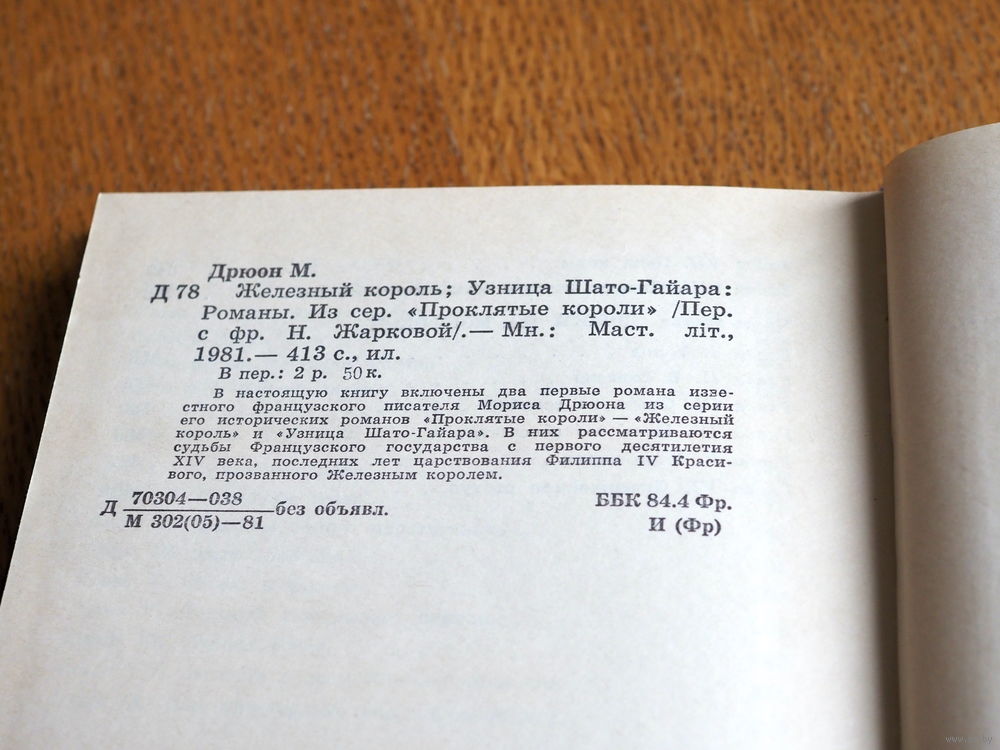 Дрюон М.
Д 78 Железный король; Узница Шато-Гайара:
Романы. Из сер. «Проклятые короли» /Пер.
с фр. Н. Жарковой/.— Мн.: Маст. літ.,
1981.— 413 с., ил.
В пер.: 2 р. 50 к.
В настоящую книгу включены два первые романа изве-
стного французского писателя Мориса Дрюона из серии
его исторических романов «Проклятые короли» — «Железный
король» и «Узница Шато-Гайара». В них рассматриваются
судьбы Французского государства с первого десятилетия
XIV века, последних лет царствования Филиппа IV Краси-
вого, прозванного Железным королем.
Д 70304—038 без объявл.
М 302(05)—81
ББК 84.4 Фр.
И (Фр)